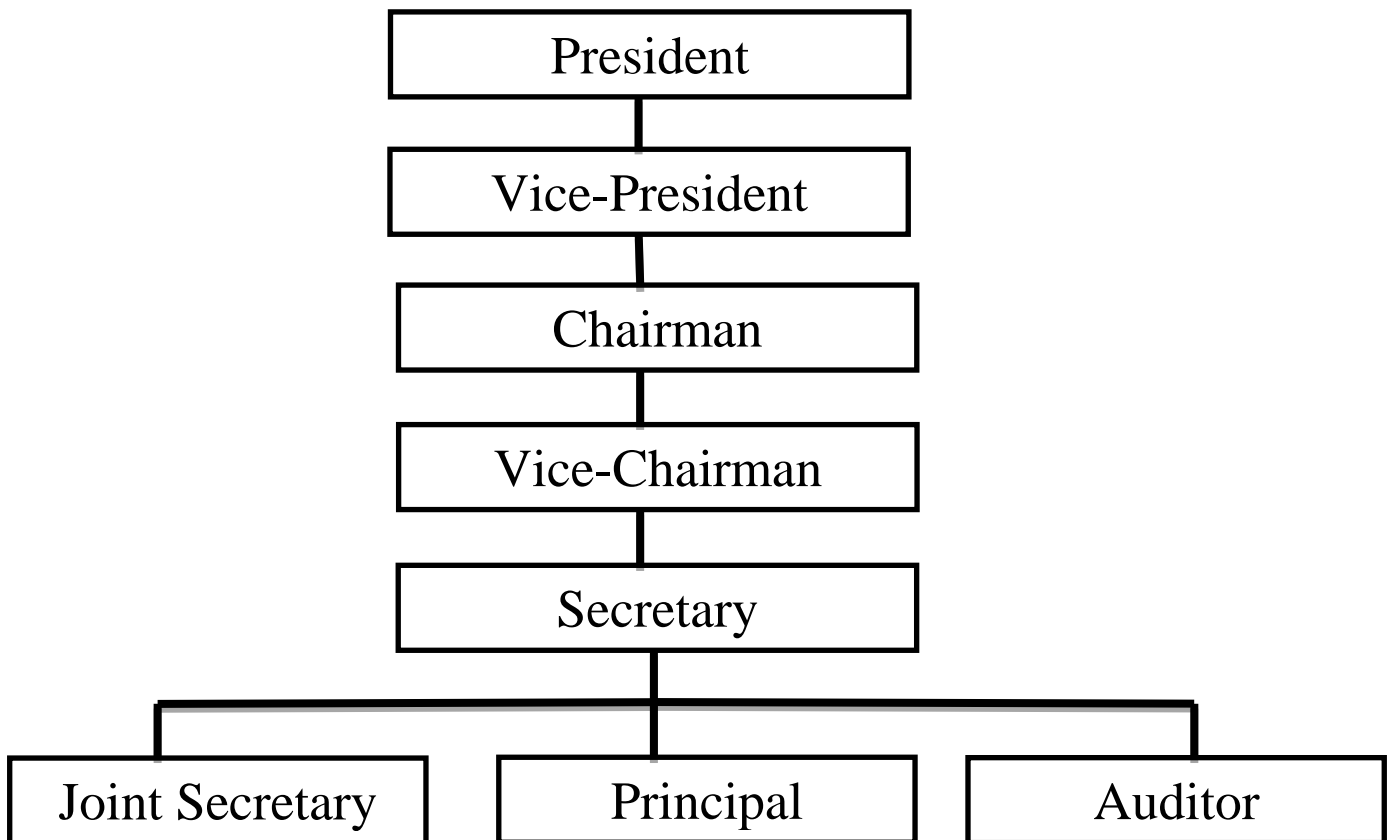 President
Vice-President
Chairman
Vice-Chairman
Secretary
Joint Secretary
Principal
Auditor